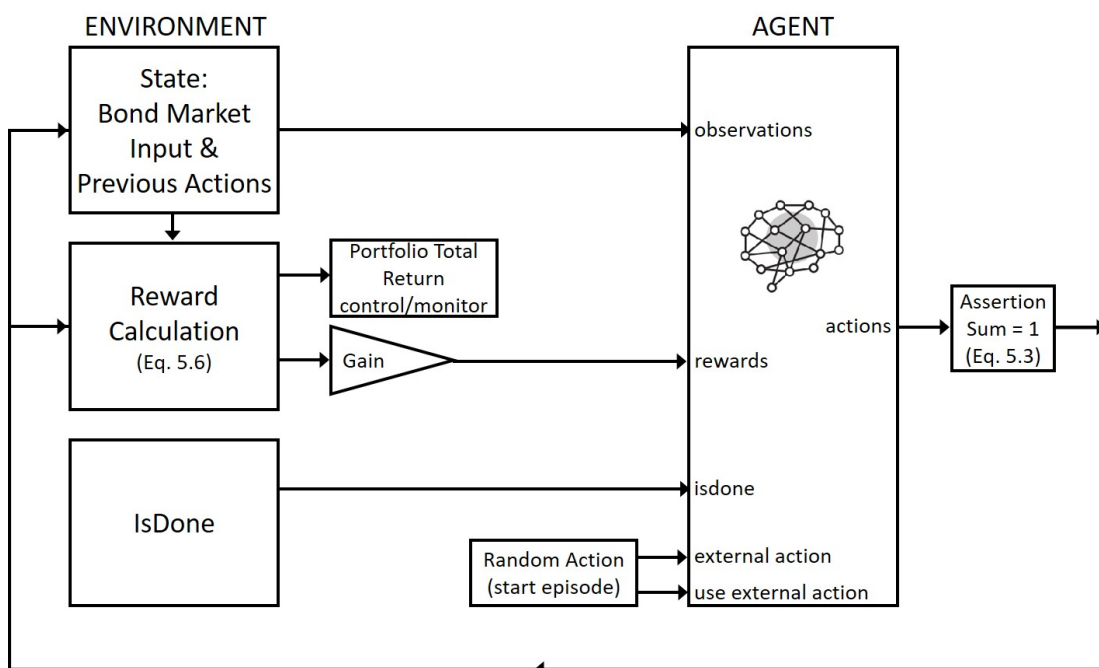 ENVIRONMENT
AGENT
State:
Bond Market
Input &
Previous Actions
observations
Portfolio Total
Return
control/monitor
Reward
Calculation
(Eq. 5.6)
Gain
rewards
actions
Assertion
Sum = 1
(Eq. 5.3)
IsDone
isdone
Random Action
(start episode)
external action
use external action